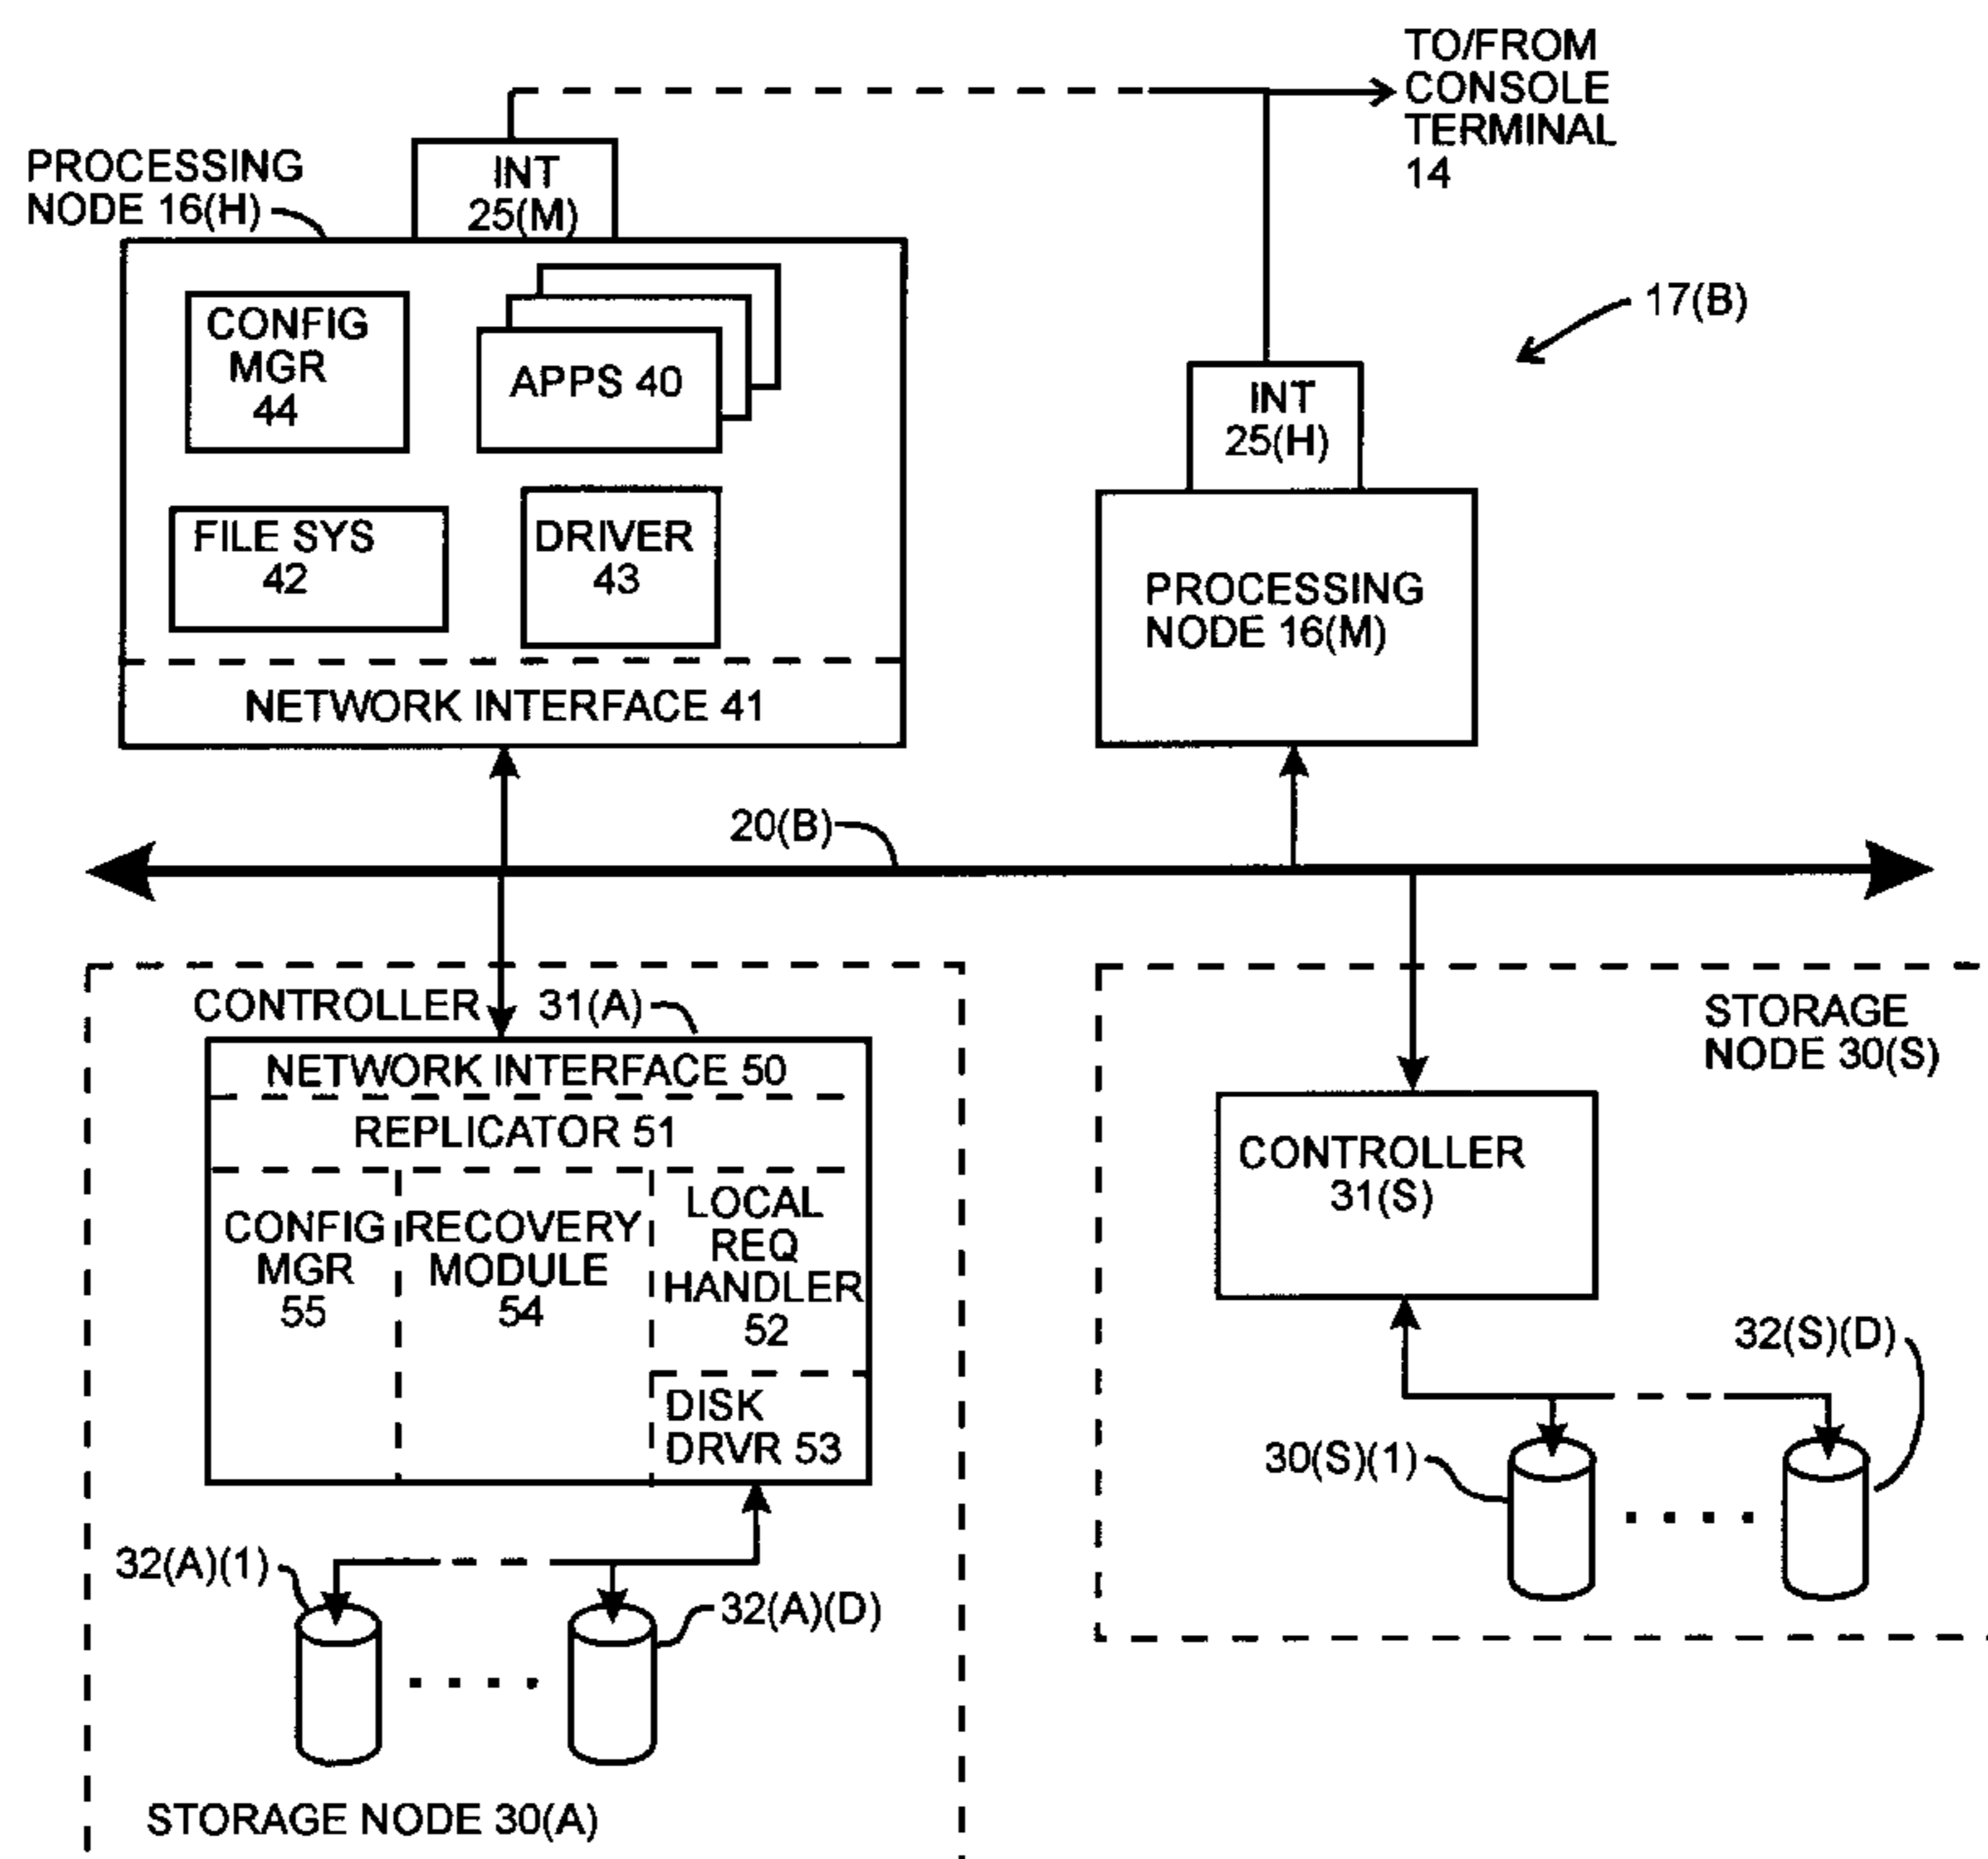 TO/FROM
CONSOLE
TERMINAL
14
PROCESSING
NODE 16(H)
INT
25(M)
CONFIG
MGR
44
APPS 40
FILE SYS
42
DRIVER
43
NETWORK INTERFACE 41
17(B)
INT
25(H)
PROCESSING
NODE 16(M)
20(B)
CONTROLLER 31(A)
NETWORK INTERFACE 50
REPLICATOR 51
CONFIG
MGR
55
RECOVERY
MODULE
54
LOCAL
REQ
HANDLER
52
DISK
DRVR 53
32(A)(1)
32(A)(D)
STORAGE NODE 30(A)
STORAGE
NODE 30(S)
CONTROLLER
31(S)
32(S)(D)
30(S)(1)